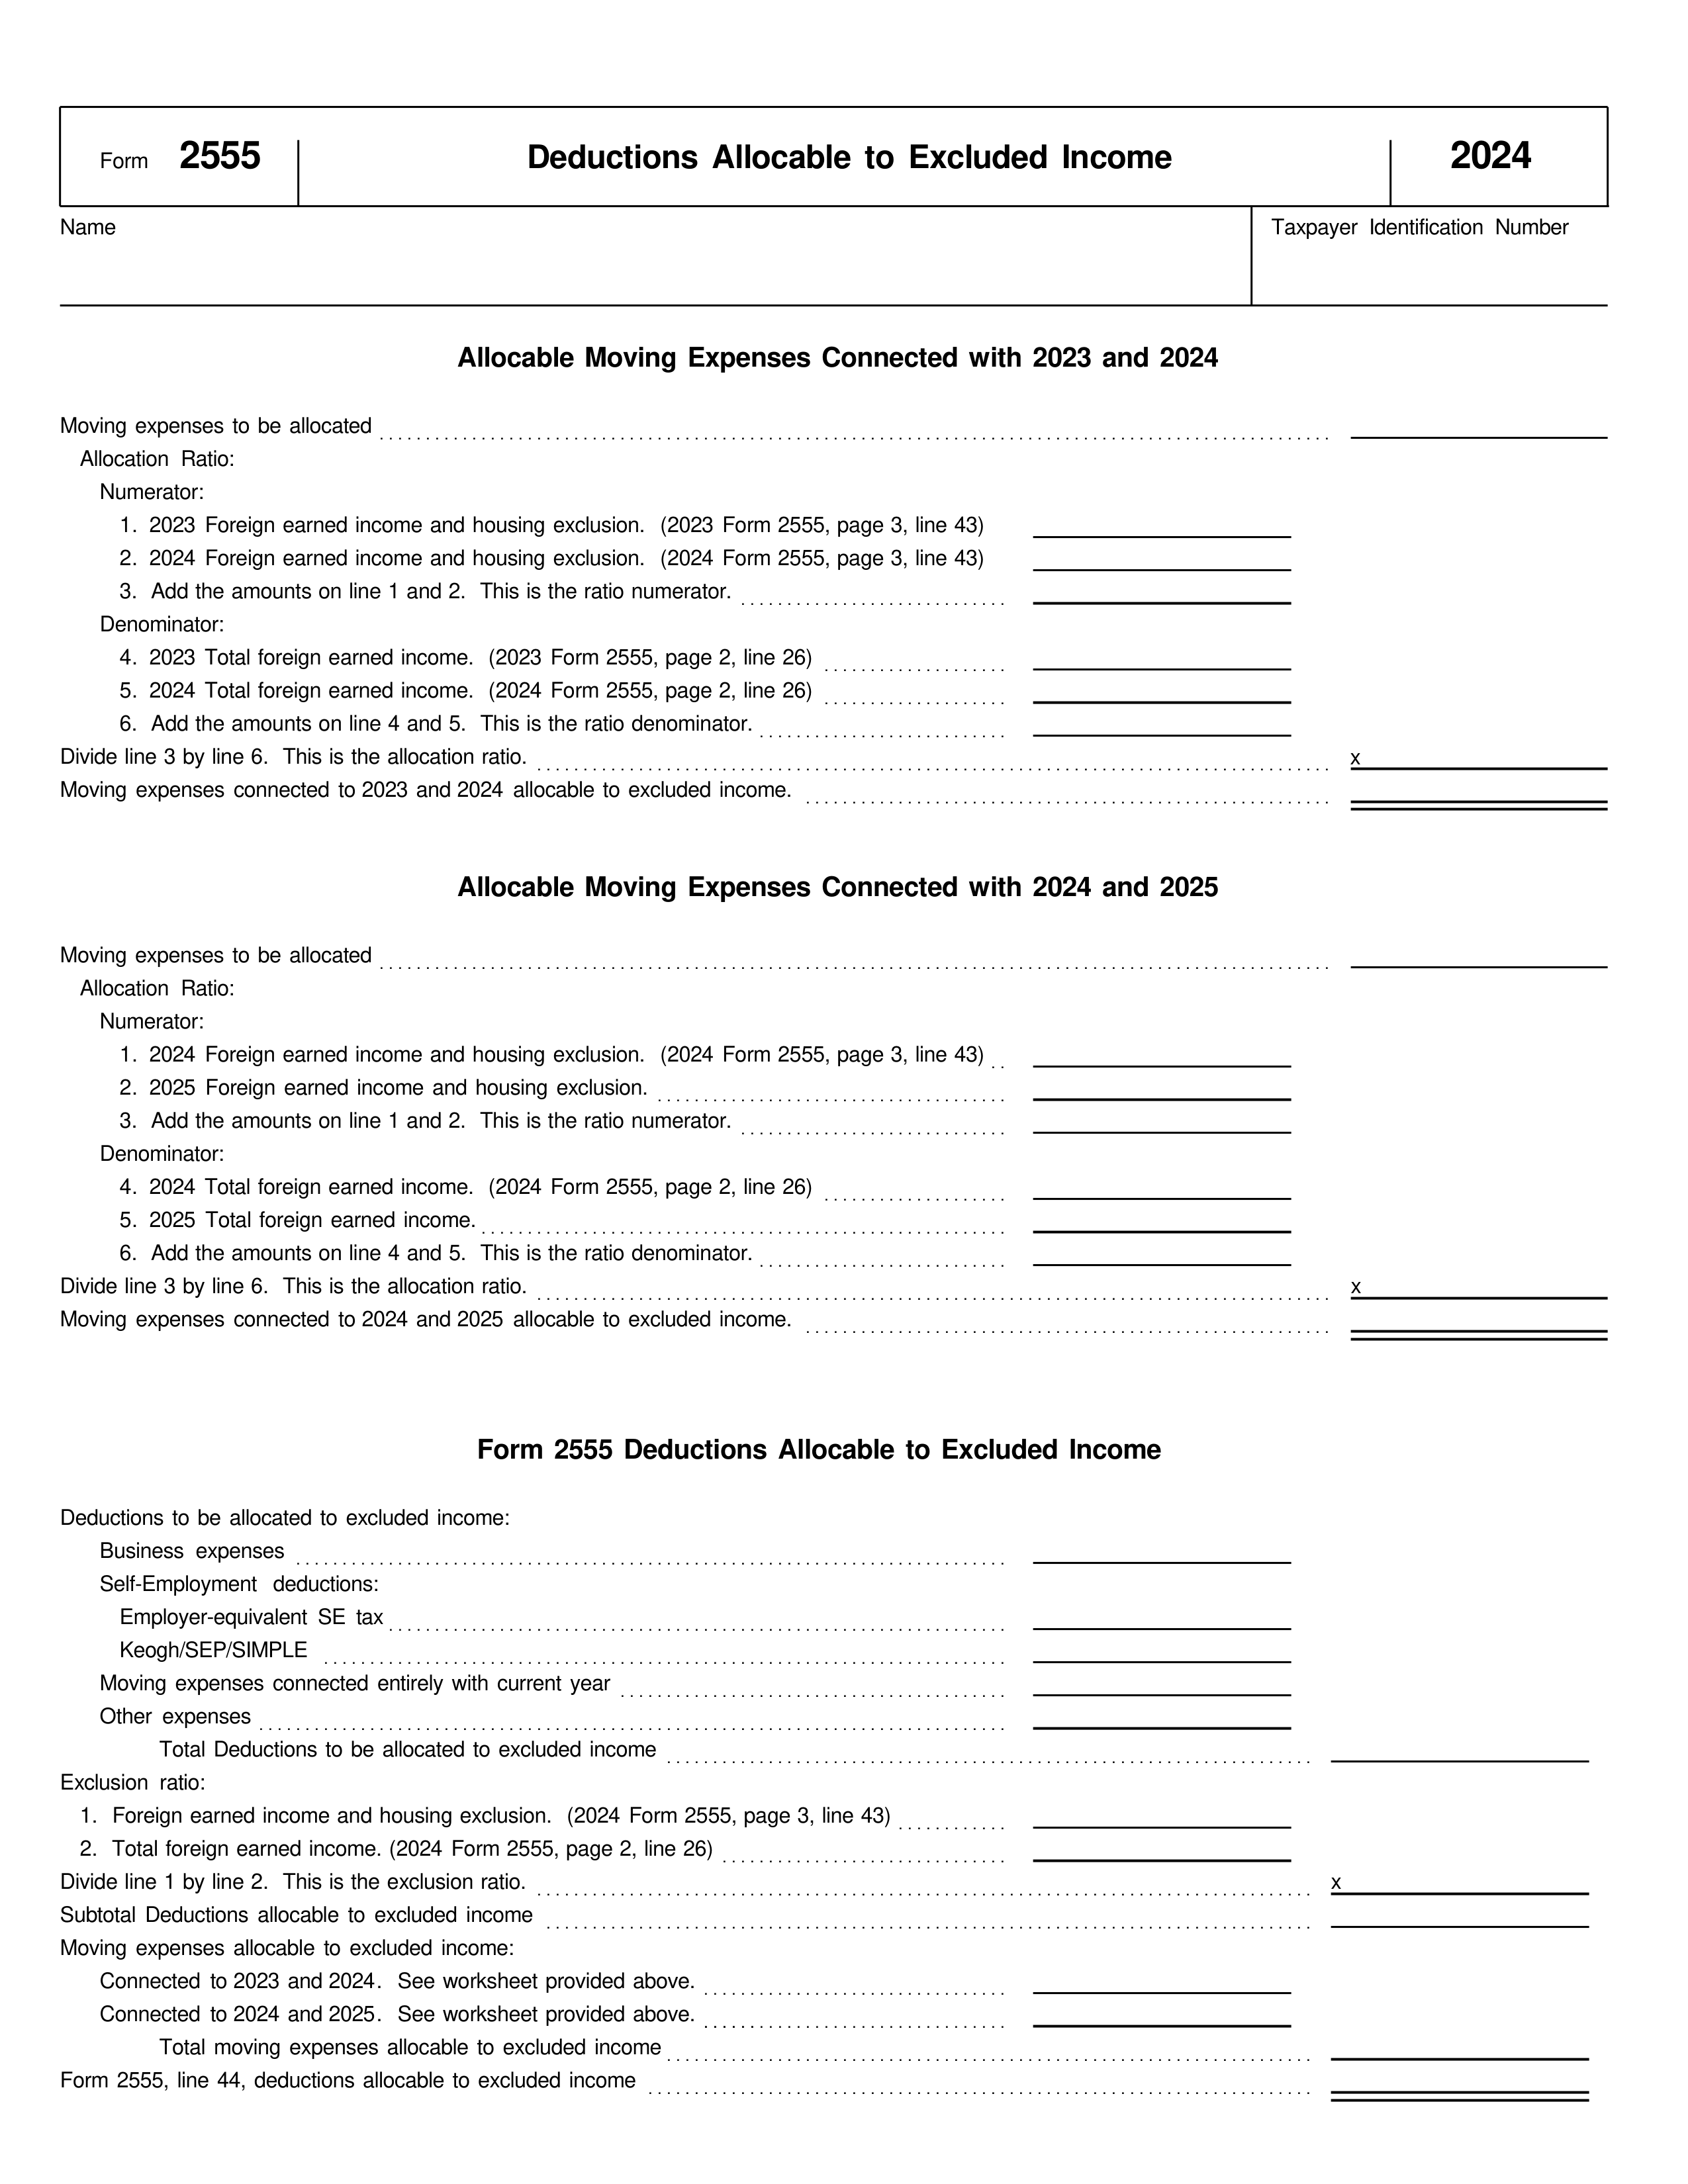 Form 2555 Deductions Allocable to Excluded Income 2024
Name Taxpayer Identification Number
Allocable Moving Expenses Connected with 2023 and 2024
Moving expenses to be allocated
Allocation Ratio:
Numerator:
1. 2023 Foreign earned income and housing exclusion. (2023 Form 2555, page 3, line 43)
2. 2024 Foreign earned income and housing exclusion. (2024 Form 2555, page 3, line 43)
3. Add the amounts on line 1 and 2. This is the ratio numerator.
Denominator:
4. 2023 Total foreign earned income. (2023 Form 2555, page 2, line 26)
5. 2024 Total foreign earned income. (2024 Form 2555, page 2, line 26)
6. Add the amounts on line 4 and 5. This is the ratio denominator.
Divide line 3 by line 6. This is the allocation ratio. x
Moving expenses connected to 2023 and 2024 allocable to excluded income.
Allocable Moving Expenses Connected with 2024 and 2025
Moving expenses to be allocated
Allocation Ratio:
Numerator:
1. 2024 Foreign earned income and housing exclusion. (2024 Form 2555, page 3, line 43)
2. 2025 Foreign earned income and housing exclusion.
3. Add the amounts on line 1 and 2. This is the ratio numerator.
Denominator:
4. 2024 Total foreign earned income. (2024 Form 2555, page 2, line 26)
5. 2025 Total foreign earned income.
6. Add the amounts on line 4 and 5. This is the ratio denominator.
Divide line 3 by line 6. This is the allocation ratio. x
Moving expenses connected to 2024 and 2025 allocable to excluded income.
Form 2555 Deductions Allocable to Excluded Income
Deductions to be allocated to excluded income:
Business expenses
Self-Employment deductions:
Employer-equivalent SE tax
Keogh/SEP/SIMPLE
Moving expenses connected entirely with current year
Other expenses
Total Deductions to be allocated to excluded income
Exclusion ratio:
1. Foreign earned income and housing exclusion. (2024 Form 2555, page 3, line 43)
2. Total foreign earned income. (2024 Form 2555, page 2, line 26)
Divide line 1 by line 2. This is the exclusion ratio. x
Subtotal Deductions allocable to excluded income
Moving expenses allocable to excluded income:
Connected to 2023 and 2024. See worksheet provided above.
Connected to 2024 and 2025. See worksheet provided above.
Total moving expenses allocable to excluded income
Form 2555, line 44, deductions allocable to excluded income